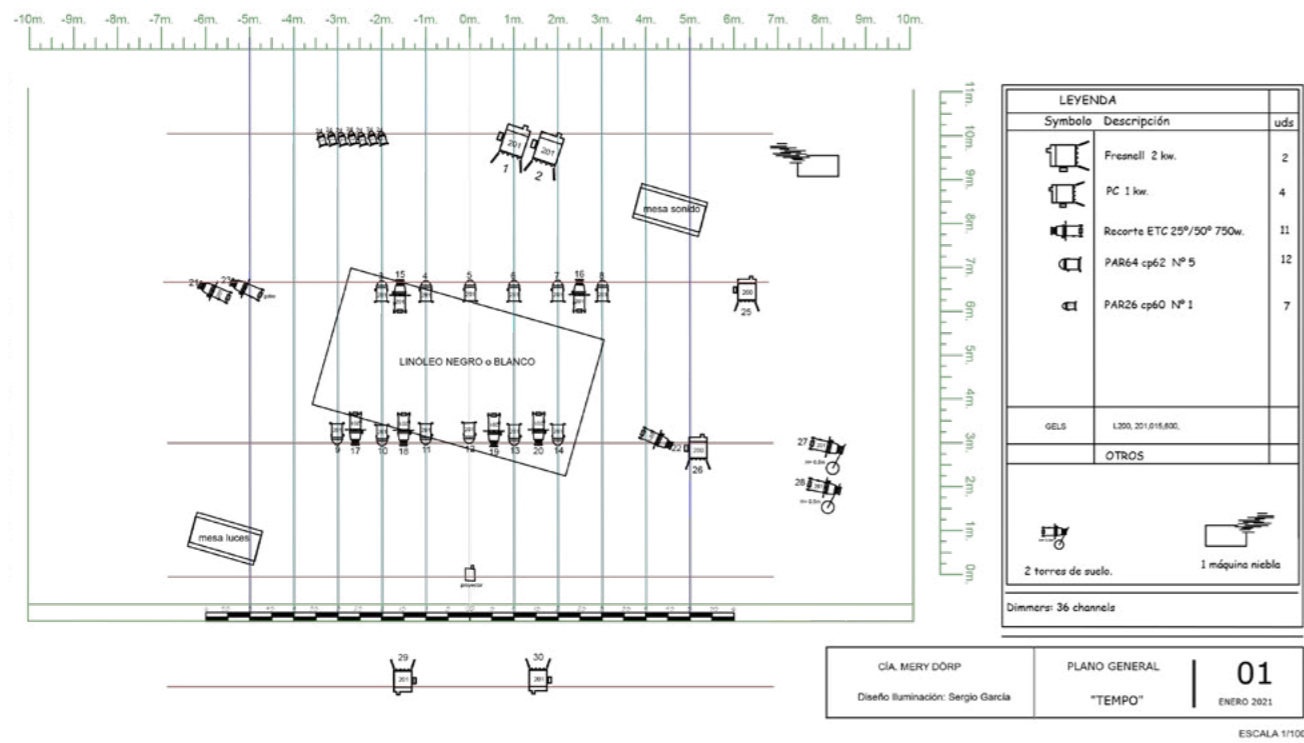 -10m. -9m. -8m. -7m. -6m. -5m. -4m. -3m. -2m. -1m. 0m. 1m. 2m. 3m. 4m. 5m. 6m. 7m. 8m. 9m. 10m.
11m.
10m.
9m.
8m.
7m.
6m.
5m.
4m.
3m.
2m.
1m.
0m.
201 201
1 2
mesa sonido
21 23 3 15 4 5 6 7 16 8
200
25
LINÓLEO NEGRO o BLANCO
9 17 10 18 11 12 19 13 20 14
22 200
26
27 201
28 201
mesa luces
proyector
29 30
201 201
LEYENDA
Symbolo Descripción uds
Fresnell 2 kw. 2
PC 1 kw. 4
Recorte ETC 25º/50º 750w. 11
PAR64 cp62 Nº 5 12
PAR26 cp60 Nº 1 7
GELS L200, 201,015,600,
OTROS
2 torres de suelo. 1 máquina niebla
Dimmers: 36 channels
CÍA. MERY DÖRP
Diseño Iluminación: Sergio García
PLANO GENERAL
"TEMPO"
01
ENERO 2021
ESCALA 1/100